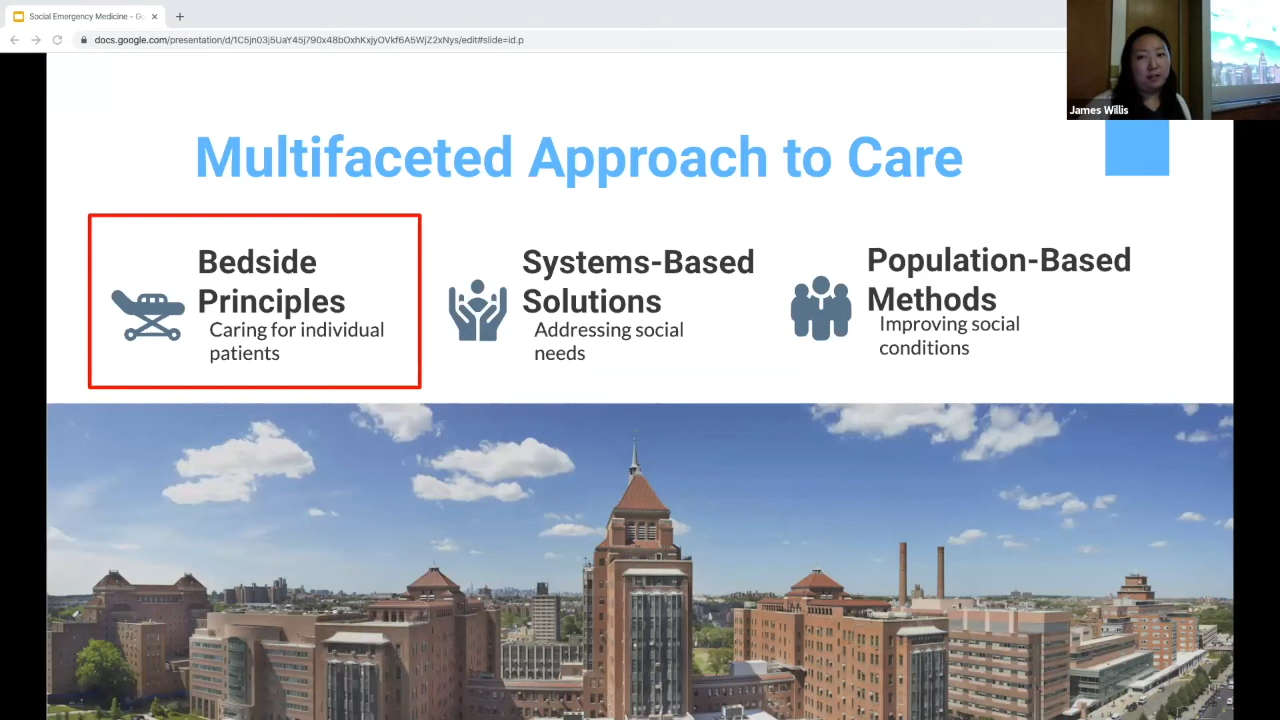 Social Emergency Medicine - Go
docs.google.com/presentation/d/1C5jn03j5UaY45j790x48bOxhKxjyOVkf6A5WjZ2xNys/edit#slide=id.p
James Willis
Multifaceted Approach to Care
Bedside
Principles
Caring for individual
patients
Systems-Based
Solutions
Addressing social
needs
Population-Based
Methods
Improving social
conditions